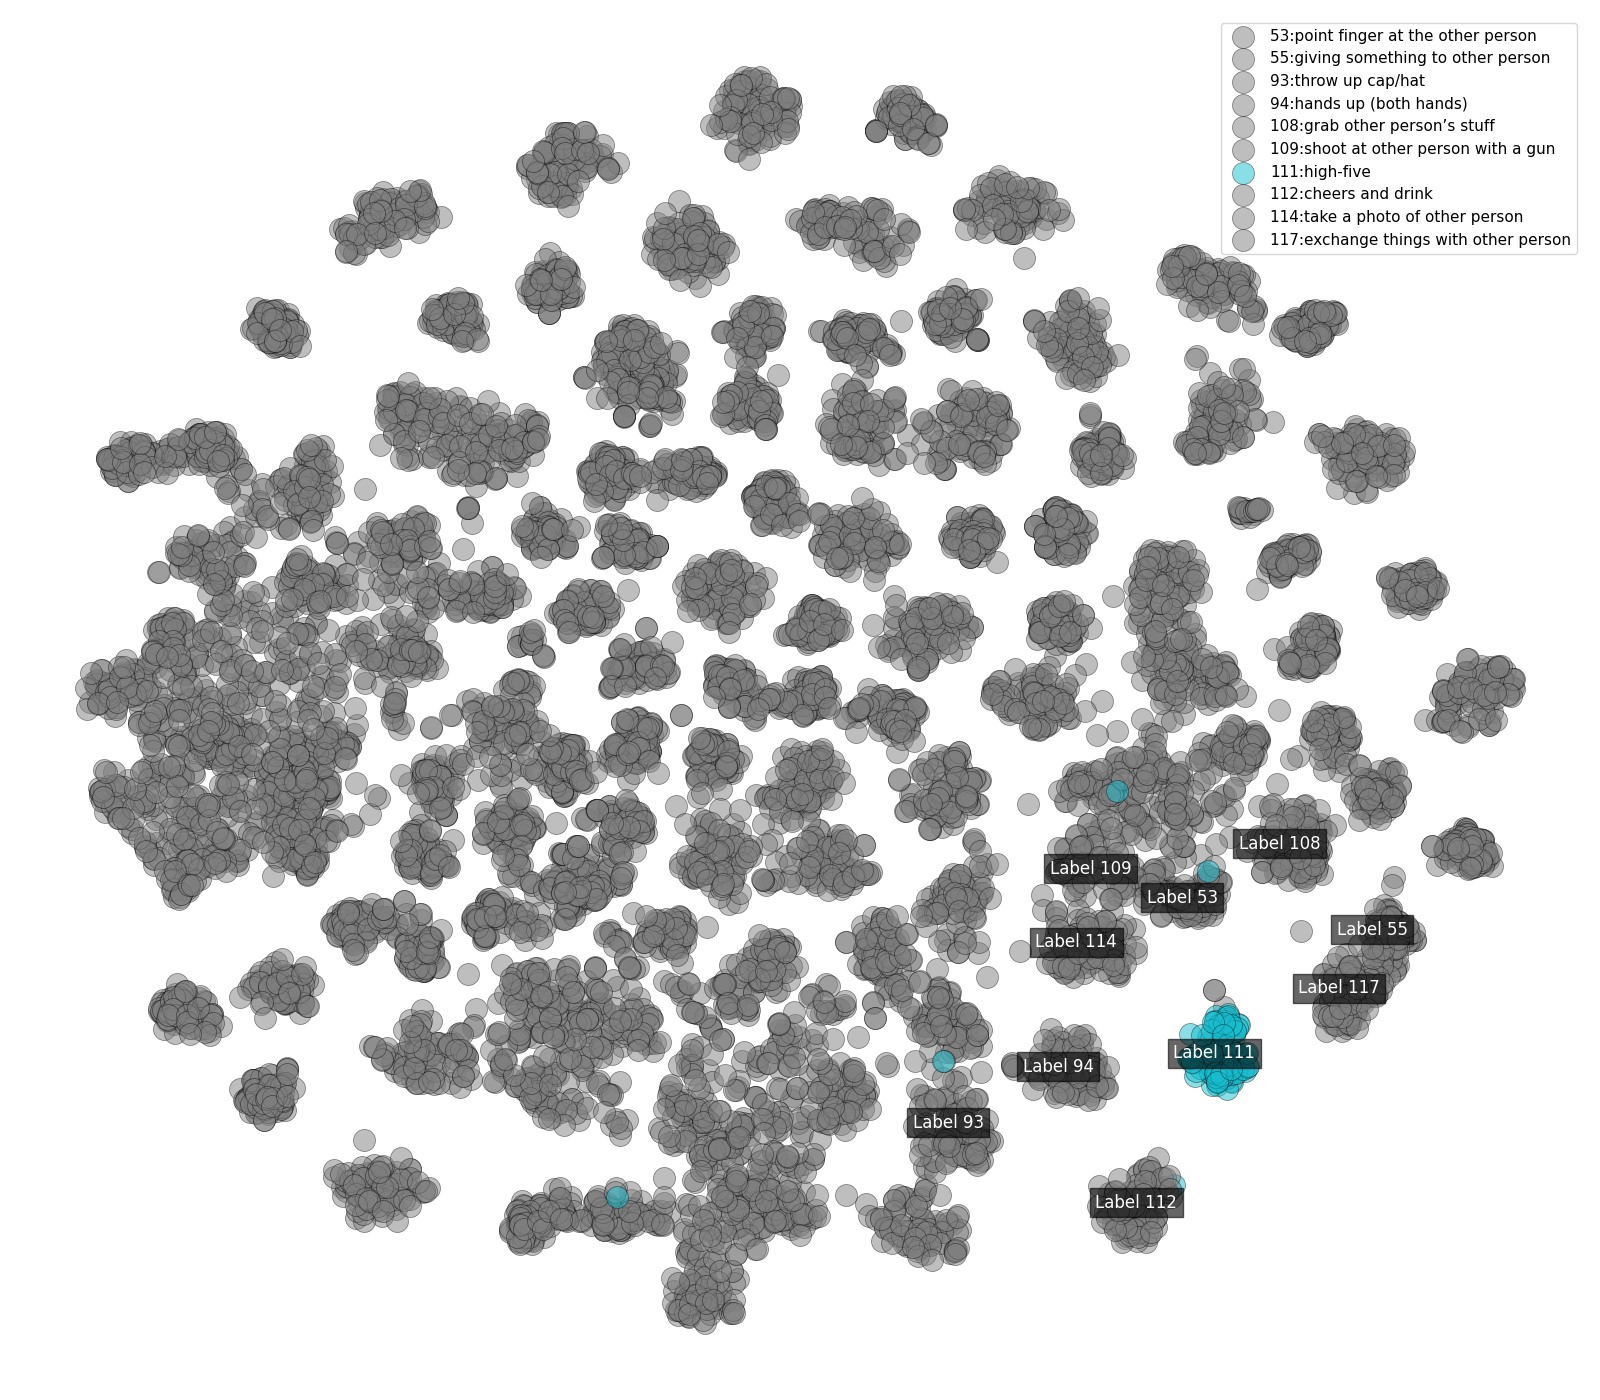 53:point finger at the other person
55:giving something to other person
93:throw up cap/hat
94:hands up (both hands)
108:grab other person’s stuff
109:shoot at other person with a gun
111:high-five
112:cheers and drink
114:take a photo of other person
117:exchange things with other person
Label 108
Label 109
Label 53
Label 55
Label 114
Label 117
Label 111
Label 94
Label 93
Label 112